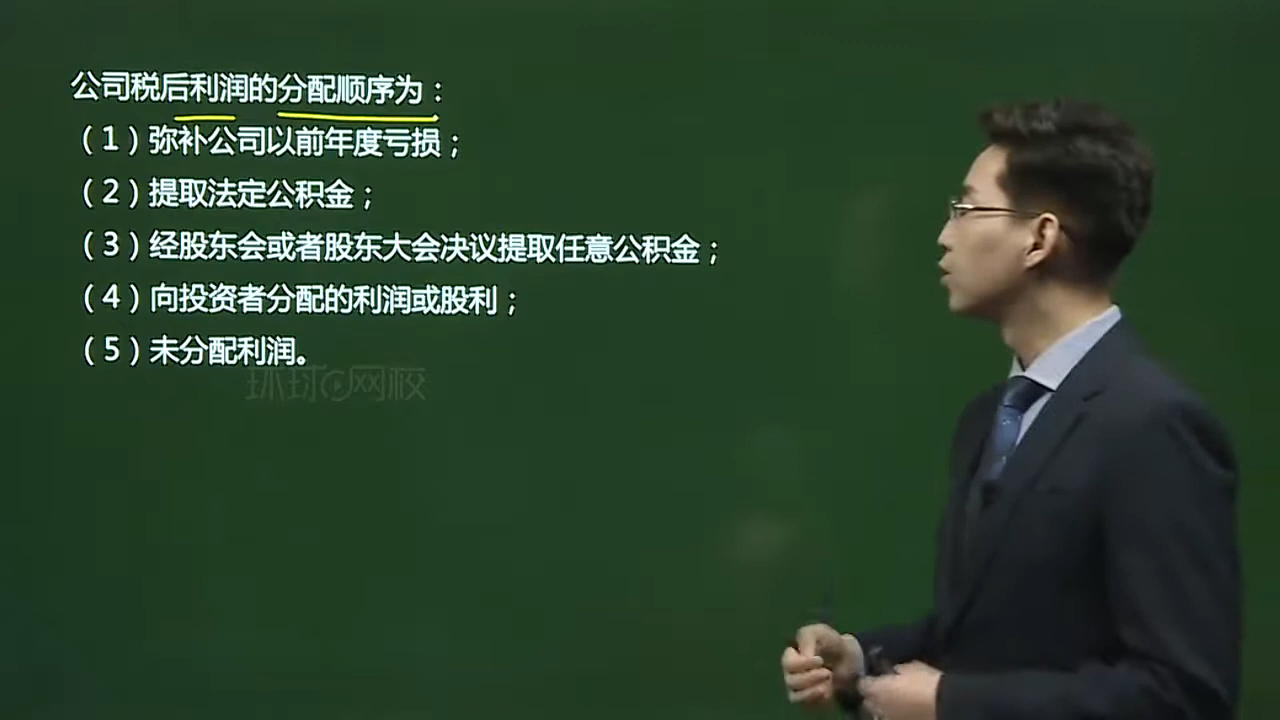 公司税后利润的分配顺序为：
（1）弥补公司以前年度亏损；
（2）提取法定公积金；
（3）经股东会或者股东大会决议提取任意公积金；
（4）向投资者分配的利润或股利；
（5）未分配利润。
环球网校